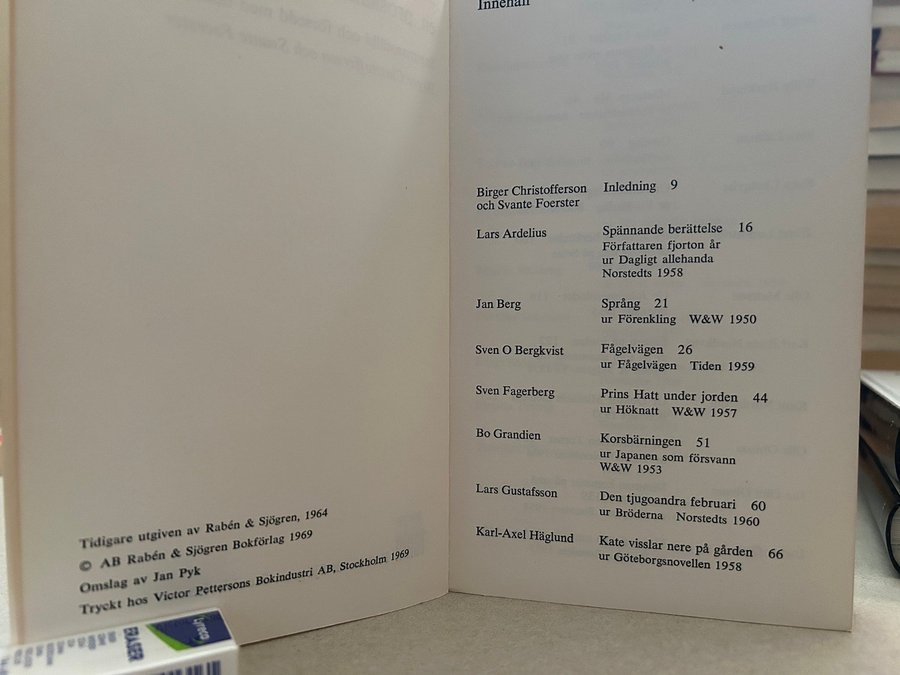 Tidigare utgiven av Rabén & Sjögren, 1964
© AB Rabén & Sjögren Bokförlag 1969
Omslag av Jan Pyk
Tryckt hos Victor Pettersons Bokindustri AB, Stockholm 1969
Innehåll
Birger Christofferson Inledning 9
och Svante Foerster
Lars Ardelius Spännande berättelse 16
Författaren fjorton år
ur Dagligt allehanda
Norstedts 1958
Jan Berg Språng 21
ur Förenkling W&W 1950
Sven O Bergkvist Fågelvägen 26
ur Fågelvägen Tiden 1959
Sven Fagerberg Prins Hatt under jorden 44
ur Höknatt W&W 1957
Bo Grandien Korsbärningen 51
ur Japanen som försvann
W&W 1953
Lars Gustafsson Den tjugoandra februari 60
ur Bröderna Norstedts 1960
Karl-Axel Häglund Kate visslar nere på gården 66
ur Göteborgsnovellen 1958
Lyreco
ERASER